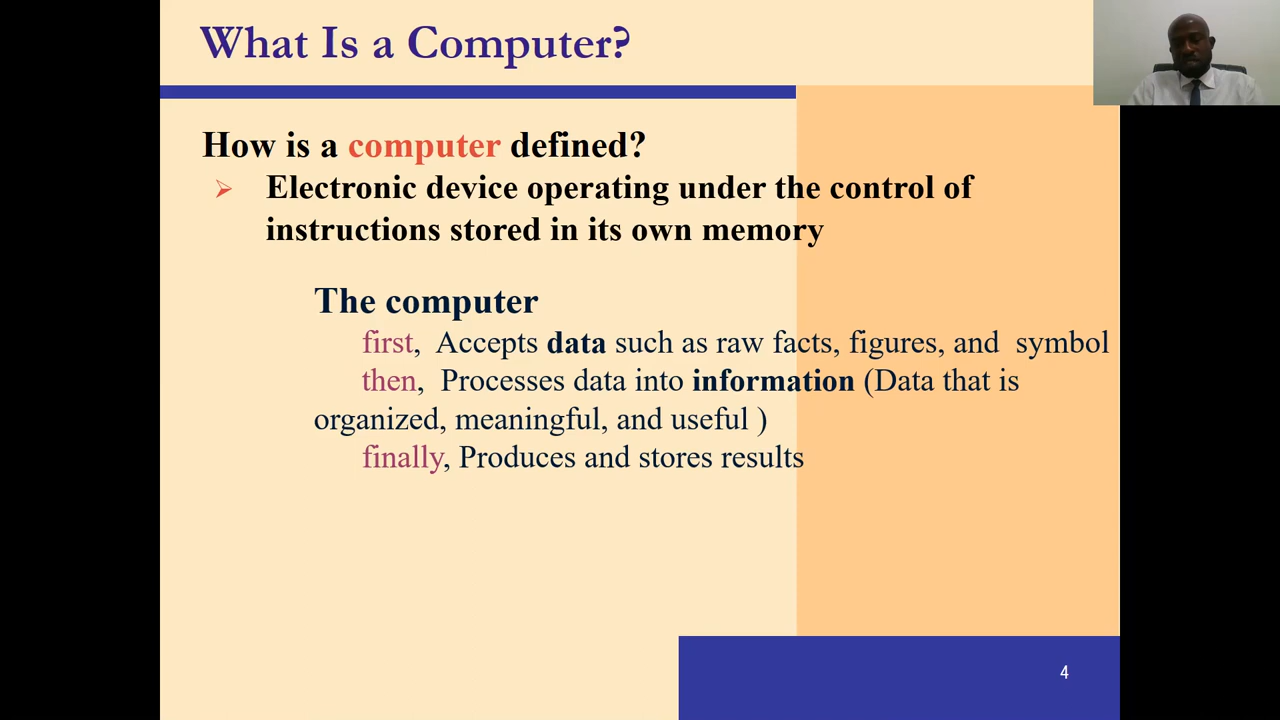 What Is a Computer?
How is a computer defined?
Electronic device operating under the control of
instructions stored in its own memory
The computer
first, Accepts data such as raw facts, figures, and symbol
then, Processes data into information (Data that is
organized, meaningful, and useful )
finally, Produces and stores results
4